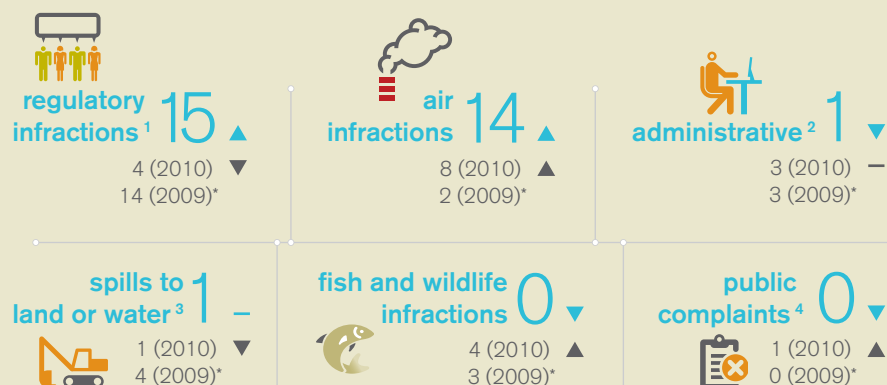 regulatory
infractions 1 15 ▲
4 (2010) ▼
14 (2009)*
air
infractions 14 ▲
8 (2010) ▲
2 (2009)*
administrative 2 1 ▼
3 (2010) –
3 (2009)*
spills to
land or water 3 1 –
1 (2010) ▼
4 (2009)*
fish and wildlife
infractions 0 ▼
4 (2010) ▲
3 (2009)*
public
complaints 4 0 ▼
1 (2010) ▲
0 (2009)*